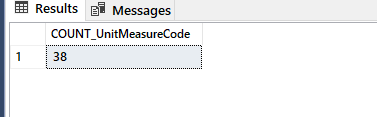 Results Messages
COUNT_UnitMeasureCode
1 38